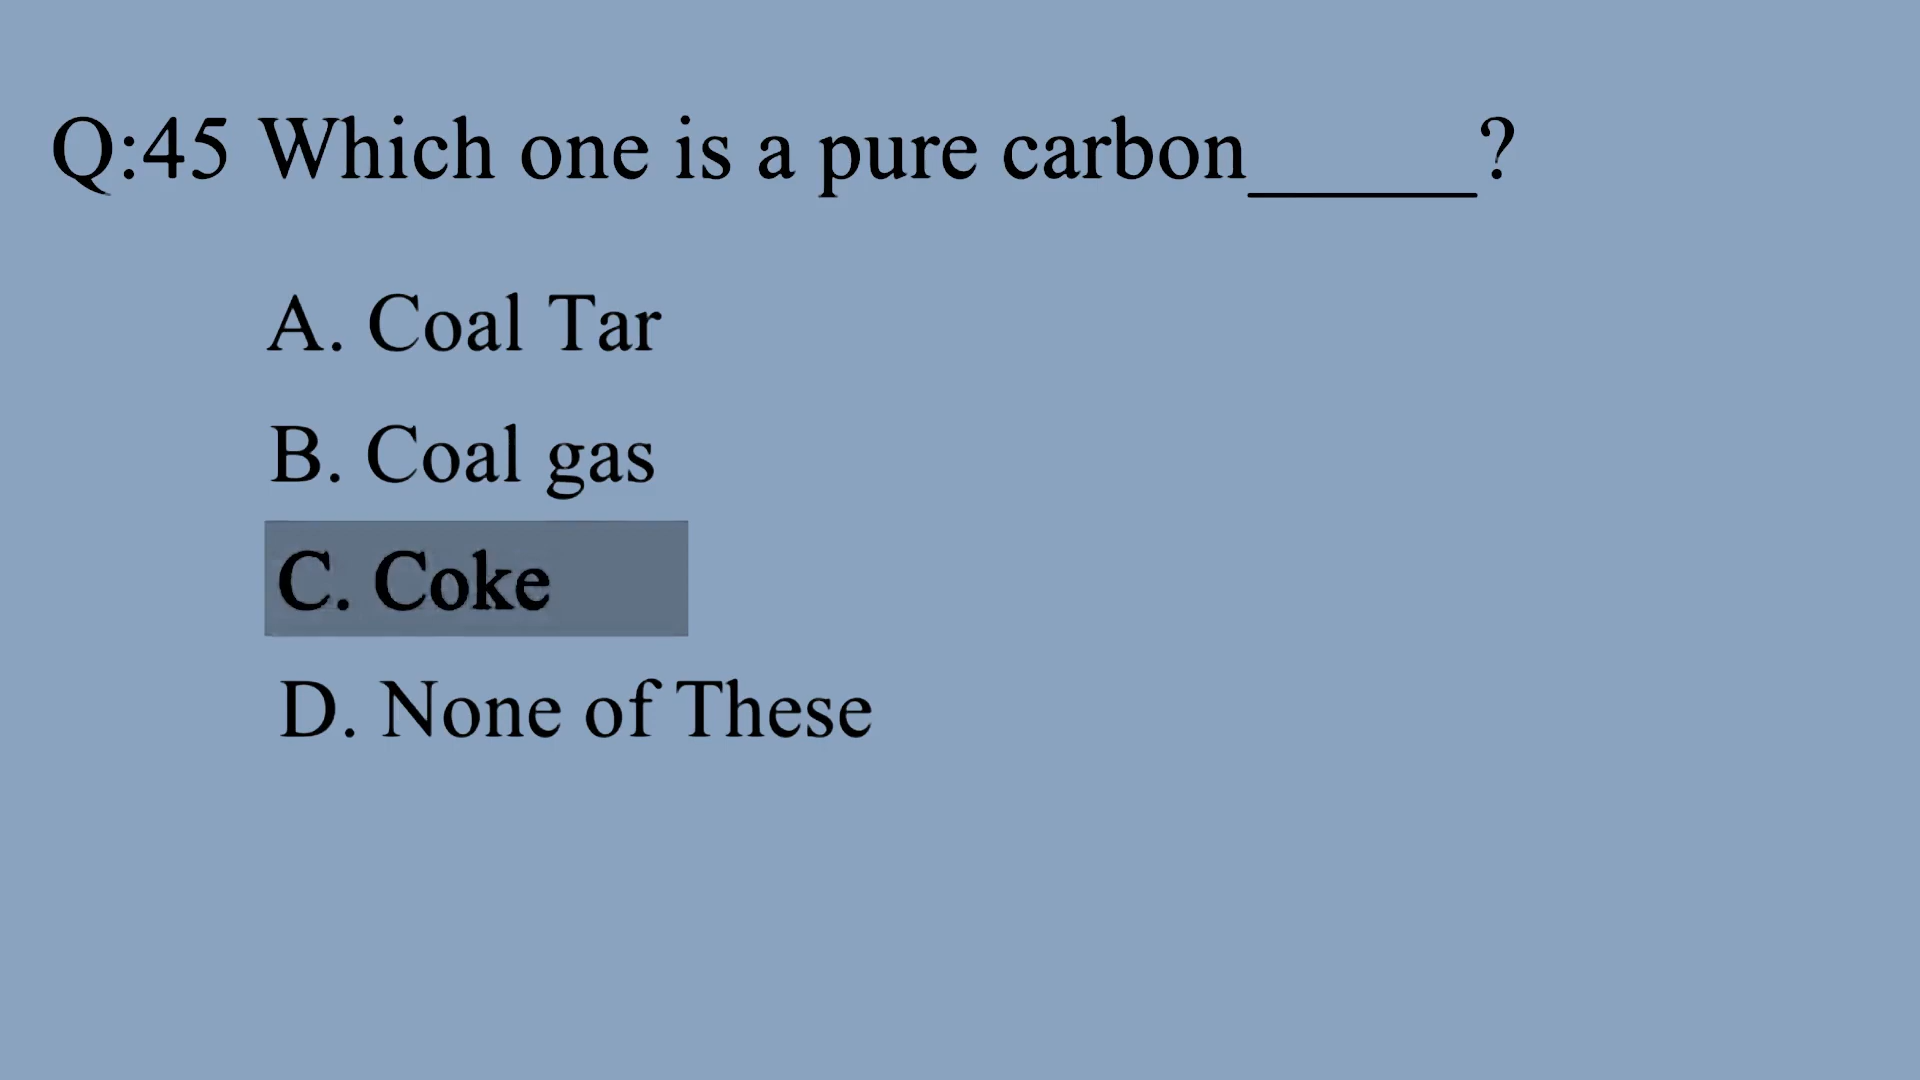 Q:45 Which one is a pure carbon______?
A. Coal Tar
B. Coal gas
C. Coke
D. None of These